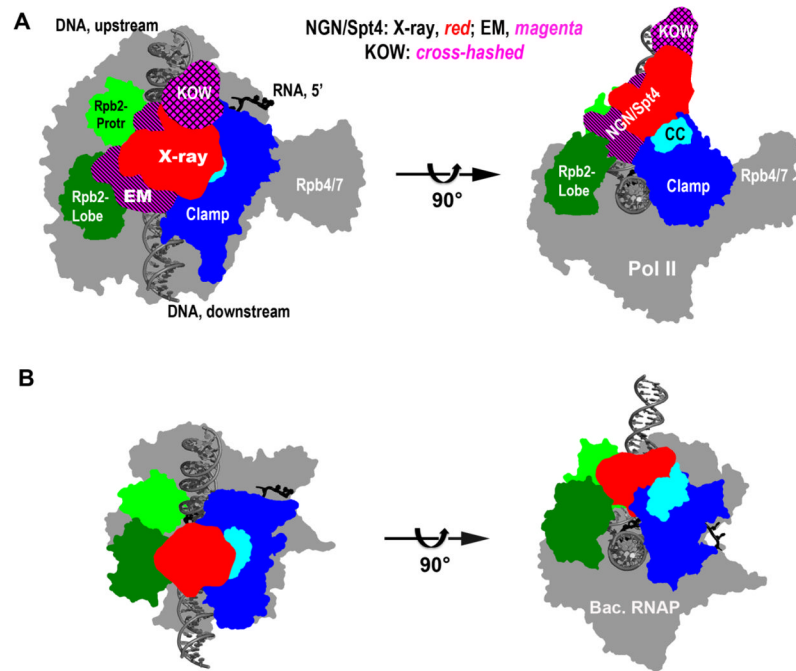 A
DNA, upstream
NGN/Spt4: X-ray, red; EM, magenta
KOW: cross-hashed
KOW
RNA, 5'
Rpb2-
Protr
X-ray
EM
Rpb2-
Lobe
Clamp
Rpb4/7
DNA, downstream
90°
KOW
NGN/Spt4
CC
Rpb2-
Lobe
Clamp
Rpb4/7
Pol II
B
90°
Bac. RNAP